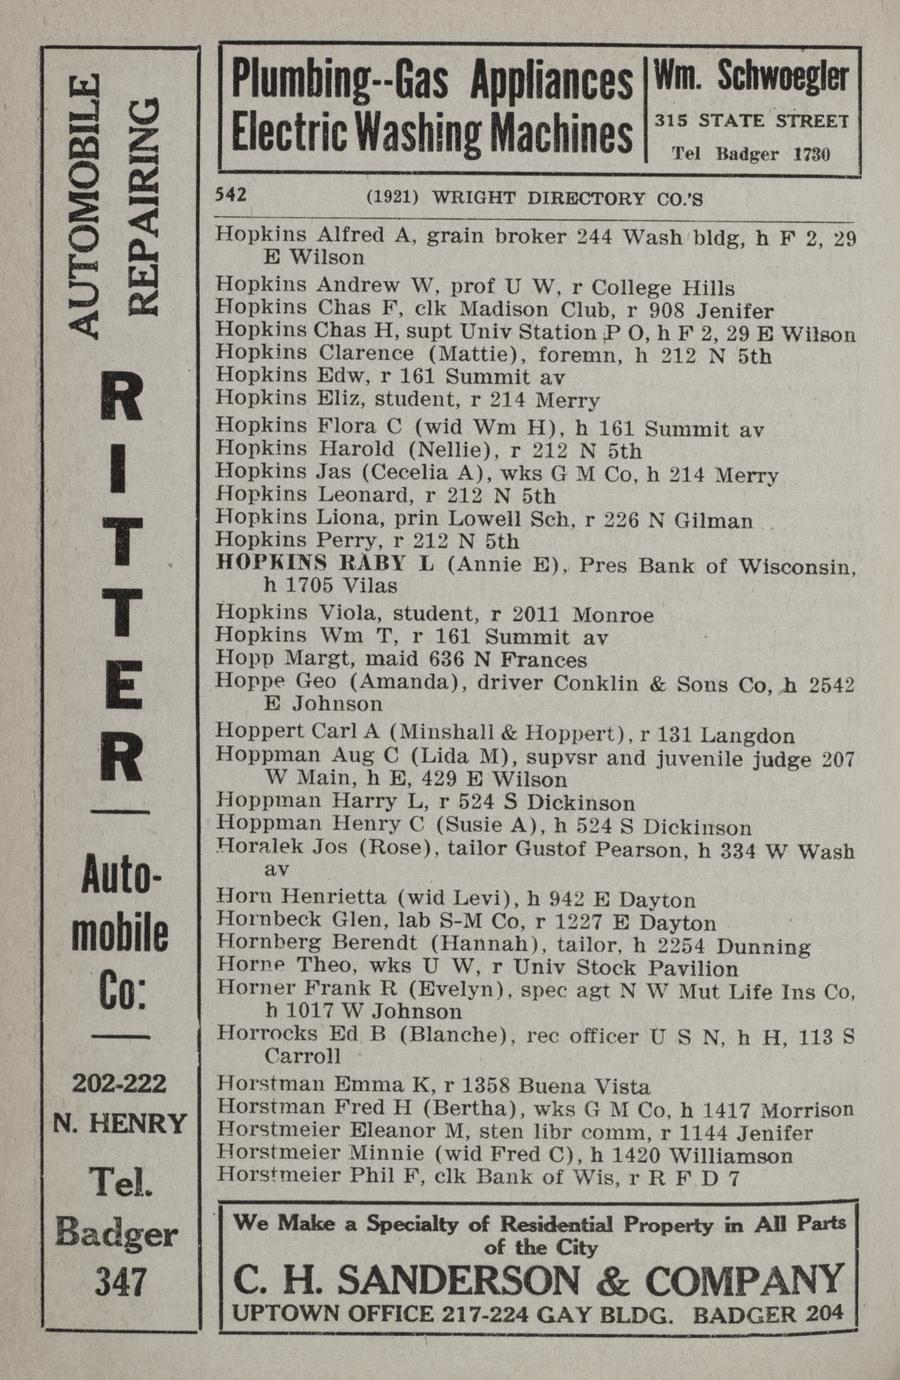 AUTOMOBILE
REPAIRING
RITTER
Auto-
mobile
Co:
202-222
N. HENRY
Tel.
Badger
347
Plumbing--Gas Appliances
Electric Washing Machines
Wm. Schwoegler
315 STATE STREET
Tel Badger 1730
542 (1921) WRIGHT DIRECTORY CO.'S
Hopkins Alfred A, grain broker 244 Wash bldg, h F 2, 29
E Wilson
Hopkins Andrew W, prof U W, r College Hills
Hopkins Chas F, clk Madison Club, r 908 Jenifer
Hopkins Chas H, supt Univ Station P O, h F 2, 29 E Wilson
Hopkins Clarence (Mattie), foremn, h 212 N 5th
Hopkins Edw, r 161 Summit av
Hopkins Eliz, student, r 214 Merry
Hopkins Flora C (wid Wm H), h 161 Summit av
Hopkins Harold (Nellie), r 212 N 5th
Hopkins Jas (Cecelia A), wks G M Co, h 214 Merry
Hopkins Leonard, r 212 N 5th
Hopkins Liona, prin Lowell Sch, r 226 N Gilman
Hopkins Perry, r 212 N 5th
HOPKINS RABY L (Annie E), Pres Bank of Wisconsin,
h 1705 Vilas
Hopkins Viola, student, r 2011 Monroe
Hopkins Wm T, r 161 Summit av
Hopp Margt, maid 636 N Frances
Hoppe Geo (Amanda), driver Conklin & Sons Co, h 2542
E Johnson
Hoppert Carl A (Minshall & Hoppert), r 131 Langdon
Hoppman Aug C (Lida M), supvsr and juvenile judge 207
W Main, h E, 429 E Wilson
Hoppman Harry L, r 524 S Dickinson
Hoppman Henry C (Susie A), h 524 S Dickinson
Horalek Jos (Rose), tailor Gustof Pearson, h 334 W Wash
av
Horn Henrietta (wid Levi), h 942 E Dayton
Hornbeck Glen, lab S-M Co, r 1227 E Dayton
Hornberg Berendt (Hannah), tailor, h 2254 Dunning
Horne Theo, wks U W, r Univ Stock Pavilion
Horner Frank R (Evelyn), spec agt N W Mut Life Ins Co,
h 1017 W Johnson
Horrocks Ed B (Blanche), rec officer U S N, h H, 113 S
Carroll
Horstman Emma K, r 1358 Buena Vista
Horstman Fred H (Bertha), wks G M Co, h 1417 Morrison
Horstmeier Eleanor M, sten libr comm, r 1144 Jenifer
Horstmeier Minnie (wid Fred C), h 1420 Williamson
Horstmeier Phil F, clk Bank of Wis, r R F D 7
We Make a Specialty of Residential Property in All Parts
of the City
C. H. SANDERSON & COMPANY
UPTOWN OFFICE 217-224 GAY BLDG. BADGER 204